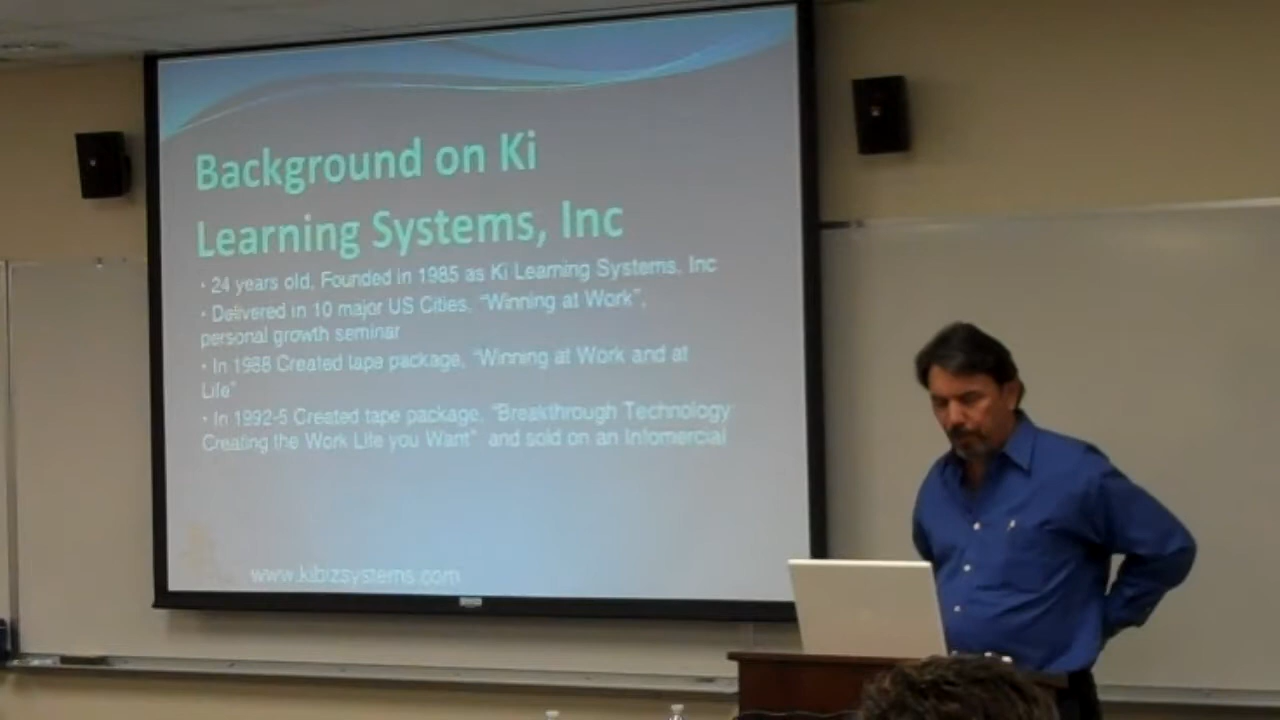 Background on Ki
Learning Systems, Inc
• 24 years old, Founded in 1985 as Ki Learning Systems, Inc
• Delivered in 10 major US Cities, "Winning at Work",
personal growth seminar
• In 1988 Created tape package, "Winning at Work and at
Life"
• In 1992-5 Created tape package, "Breakthrough Technology
Creating the Work Life you Want" and sold on an Infomercial
www.kibizsystems.com